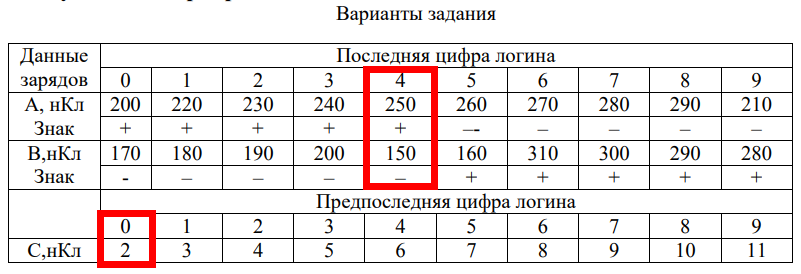 Варианты задания
Данные зарядов Последняя цифра логина
0 1 2 3 4 5 6 7 8 9
А, нКл 200 220 230 240 250 260 270 280 290 210
Знак + + + + + –- – – – –
В,нКл 170 180 190 200 150 160 310 300 290 280
Знак - – – – – + + + + +
Предпоследняя цифра логина
0 1 2 3 4 5 6 7 8 9
С,нКл 2 3 4 5 6 7 8 9 10 11